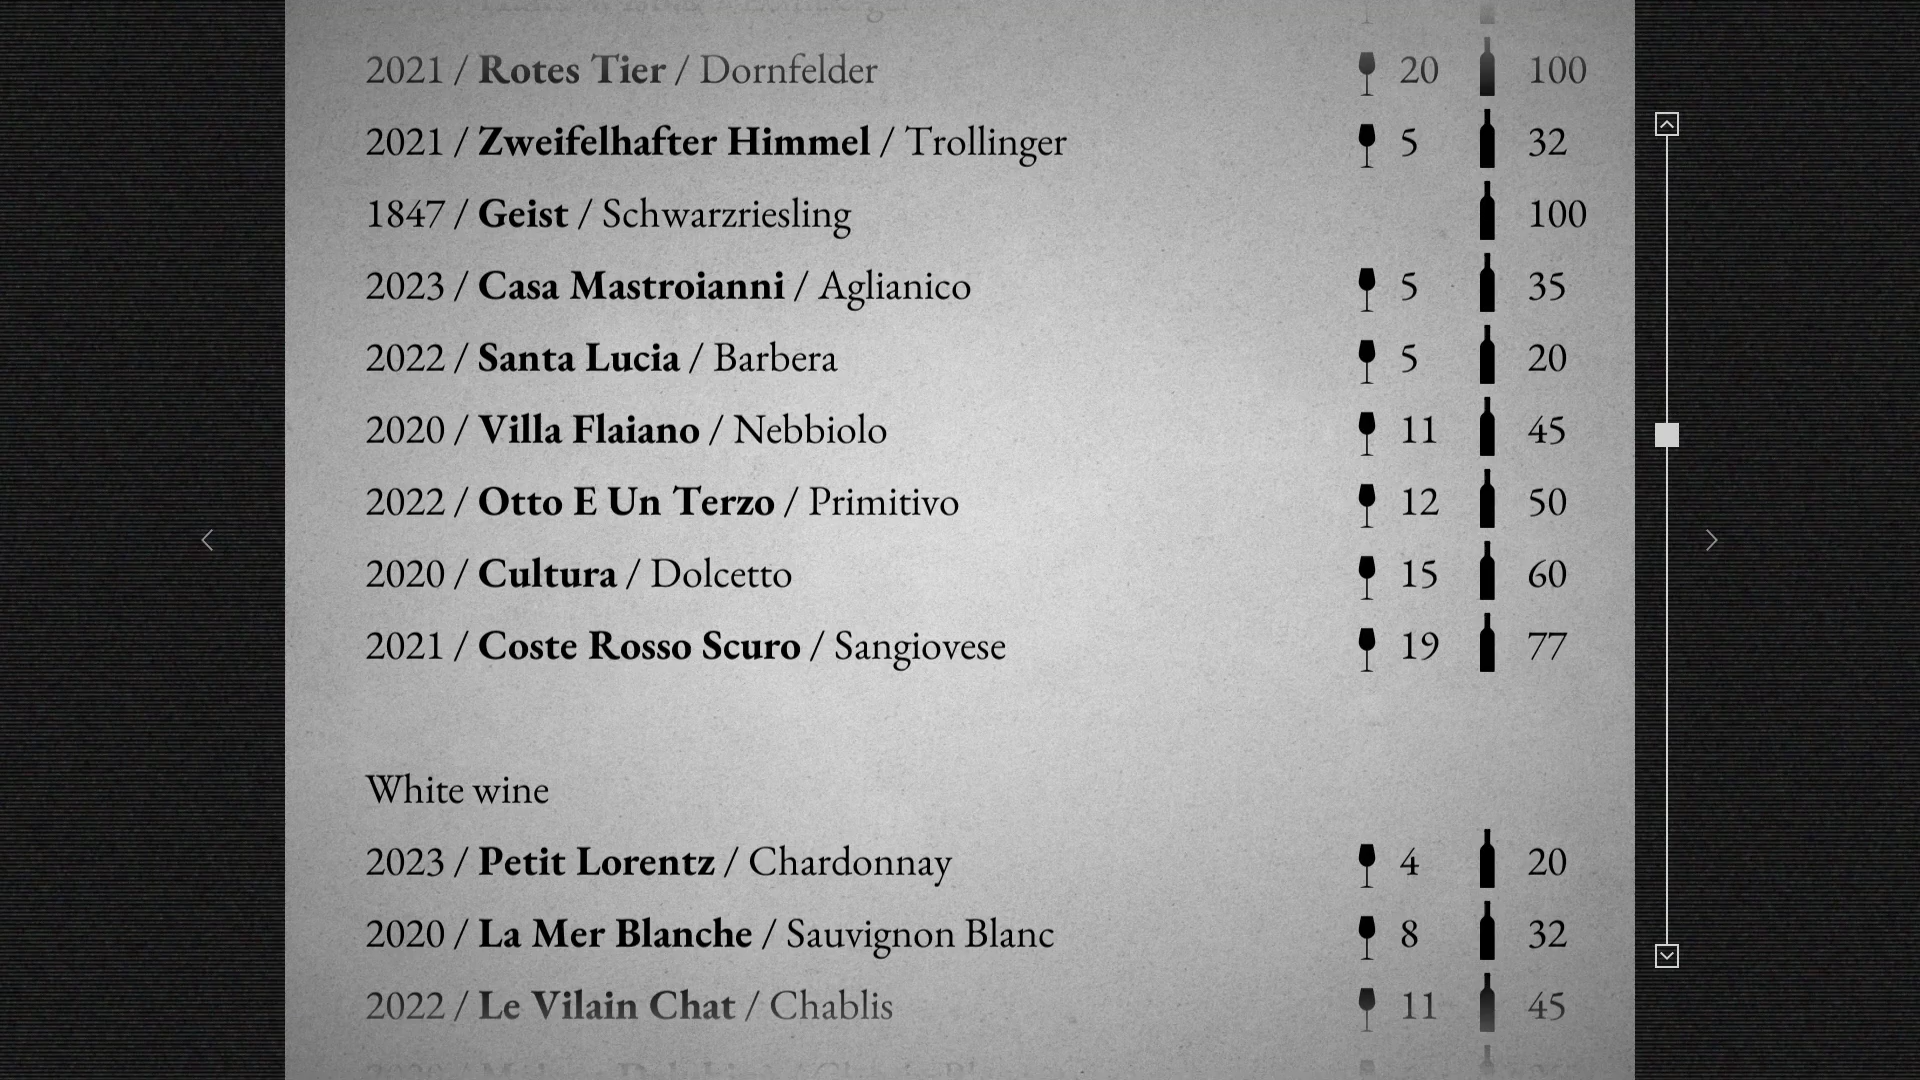 2021 / Rotes Tier / Dornfelder 20 100
2021 / Zweifelhafter Himmel / Trollinger 5 32
1847 / Geist / Schwarzriesling 100
2023 / Casa Mastroianni / Aglianico 5 35
2022 / Santa Lucia / Barbera 5 20
2020 / Villa Flaiano / Nebbiolo 11 45
2022 / Otto E Un Terzo / Primitivo 12 50
2020 / Cultura / Dolcetto 15 60
2021 / Coste Rosso Scuro / Sangiovese 19 77
White wine
2023 / Petit Lorentz / Chardonnay 4 20
2020 / La Mer Blanche / Sauvignon Blanc 8 32
2022 / Le Vilain Chat / Chablis 11 45